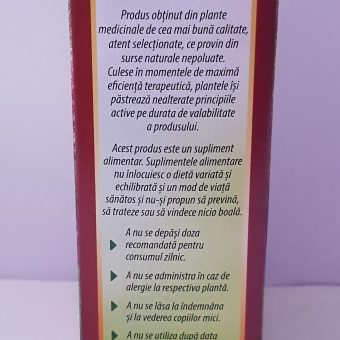 Produs obținut din plante
medicinale de cea mai bună calitate,
atent selecționate, ce provin din
surse naturale nepoluate.
Culese în momentele de maximă
eficiență terapeutică, plantele își
păstrează nealterate principiile
active pe durata de valabilitate
a produsului.
Acest produs este un supliment
alimentar. Suplimentele alimentare
nu înlocuiesc o dietă variată și
echilibrată și un mod de viață
sănătos și nu-și propun să prevină,
să trateze sau să vindece nicio boală.
A nu se depăși doza
recomandată pentru
consumul zilnic.
A nu se administra în caz de
alergie la respectiva plantă.
A nu se lăsa la îndemâna
și la vederea copiilor mici.
A nu se utiliza după data